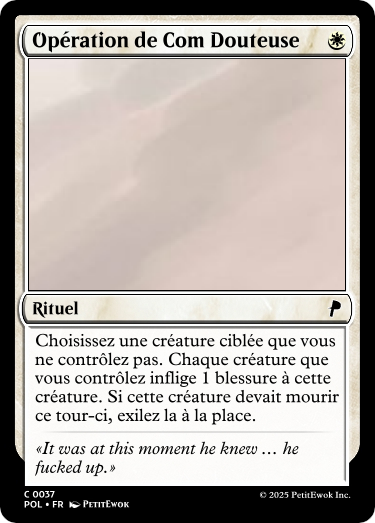 Opération de Com Douteuse
Rituel
Choisissez une créature ciblée que vous
ne contrôlez pas. Chaque créature que
vous contrôlez inflige 1 blessure à cette
créature. Si cette créature devait mourir
ce tour-ci, exilez la à la place.
«It was at this moment he knew … he
fucked up.»
C 0037
POL • FR PetitEwok
© 2025 PetitEwok Inc.